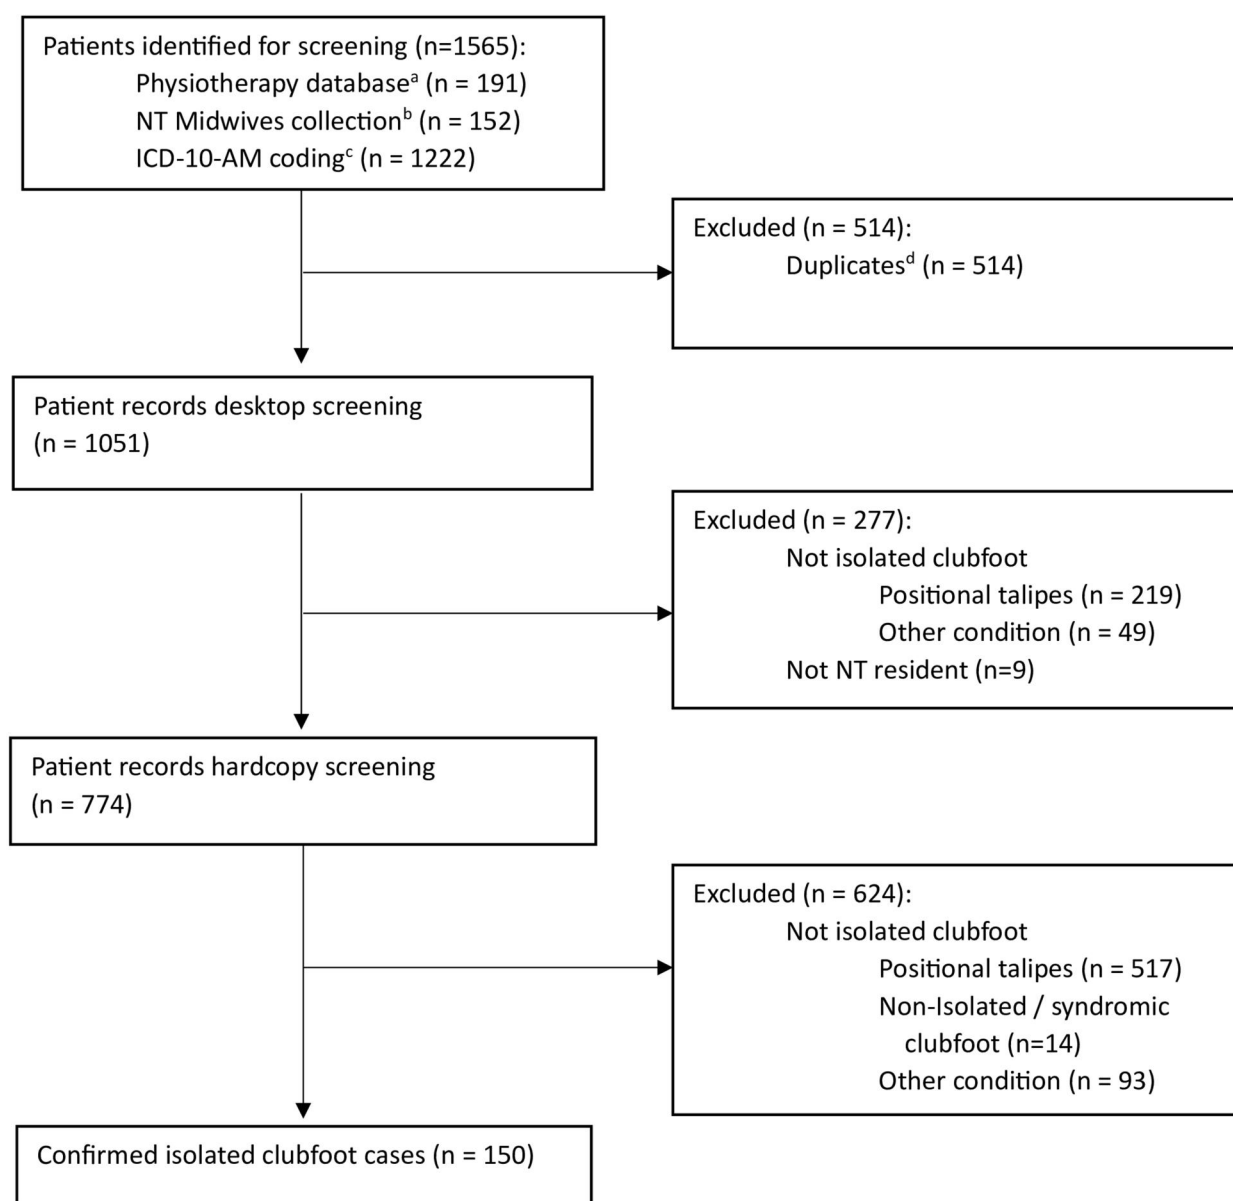 Patients identified for screening (n=1565):
Physiotherapy databaseᵃ (n = 191)
NT Midwives collectionᵇ (n = 152)
ICD-10-AM codingᶜ (n = 1222)
Excluded (n = 514):
Duplicatesᵈ (n = 514)
Patient records desktop screening
(n = 1051)
Excluded (n = 277):
Not isolated clubfoot
Positional talipes (n = 219)
Other condition (n = 49)
Not NT resident (n=9)
Patient records hardcopy screening
(n = 774)
Excluded (n = 624):
Not isolated clubfoot
Positional talipes (n = 517)
Non-Isolated / syndromic
clubfoot (n=14)
Other condition (n = 93)
Confirmed isolated clubfoot cases (n = 150)